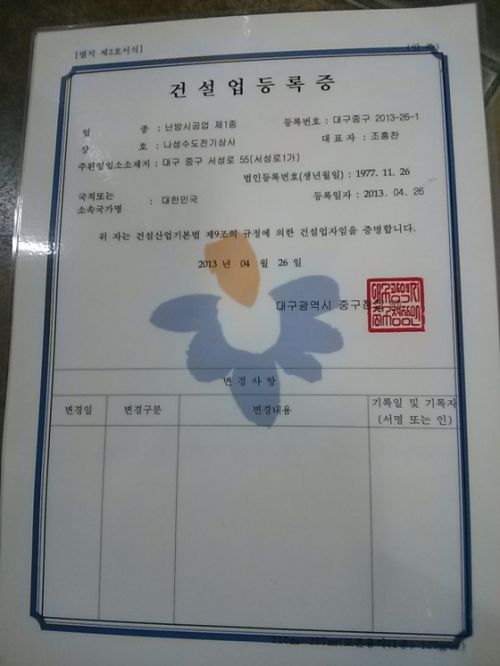 [별지 제3호서식]
건설업등록증
업 종 : 난방시공업 제1종 등록번호 : 대구중구 2013-26-1
상 호 : 나성수도전기상사 대표자 : 조홍찬
주된영업소소재지 : 대구 중구 서성로 55(서성로1가)
법인등록번호(생년월일) : 1977. 11. 26
국적또는
소속국가명 : 대한민국 등록일자 : 2013. 04. 26
위 자는 건설산업기본법 제9조의 규정에 의한 건설업자임을 증명합니다.
2013 년 04 월 26 일
대구광역시 중구청장
변경사항
변경일 변경구분 변경내용 기록일 및 기록자
(서명 또는 인)